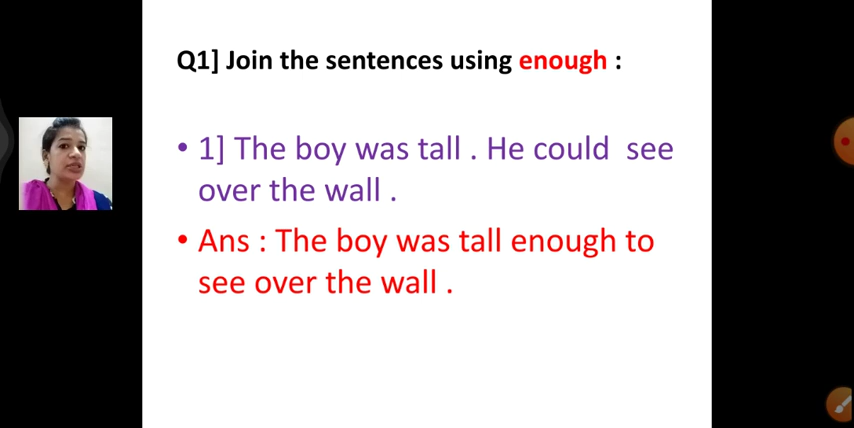 Q1] Join the sentences using enough :
• 1] The boy was tall . He could see
over the wall .
• Ans : The boy was tall enough to
see over the wall .